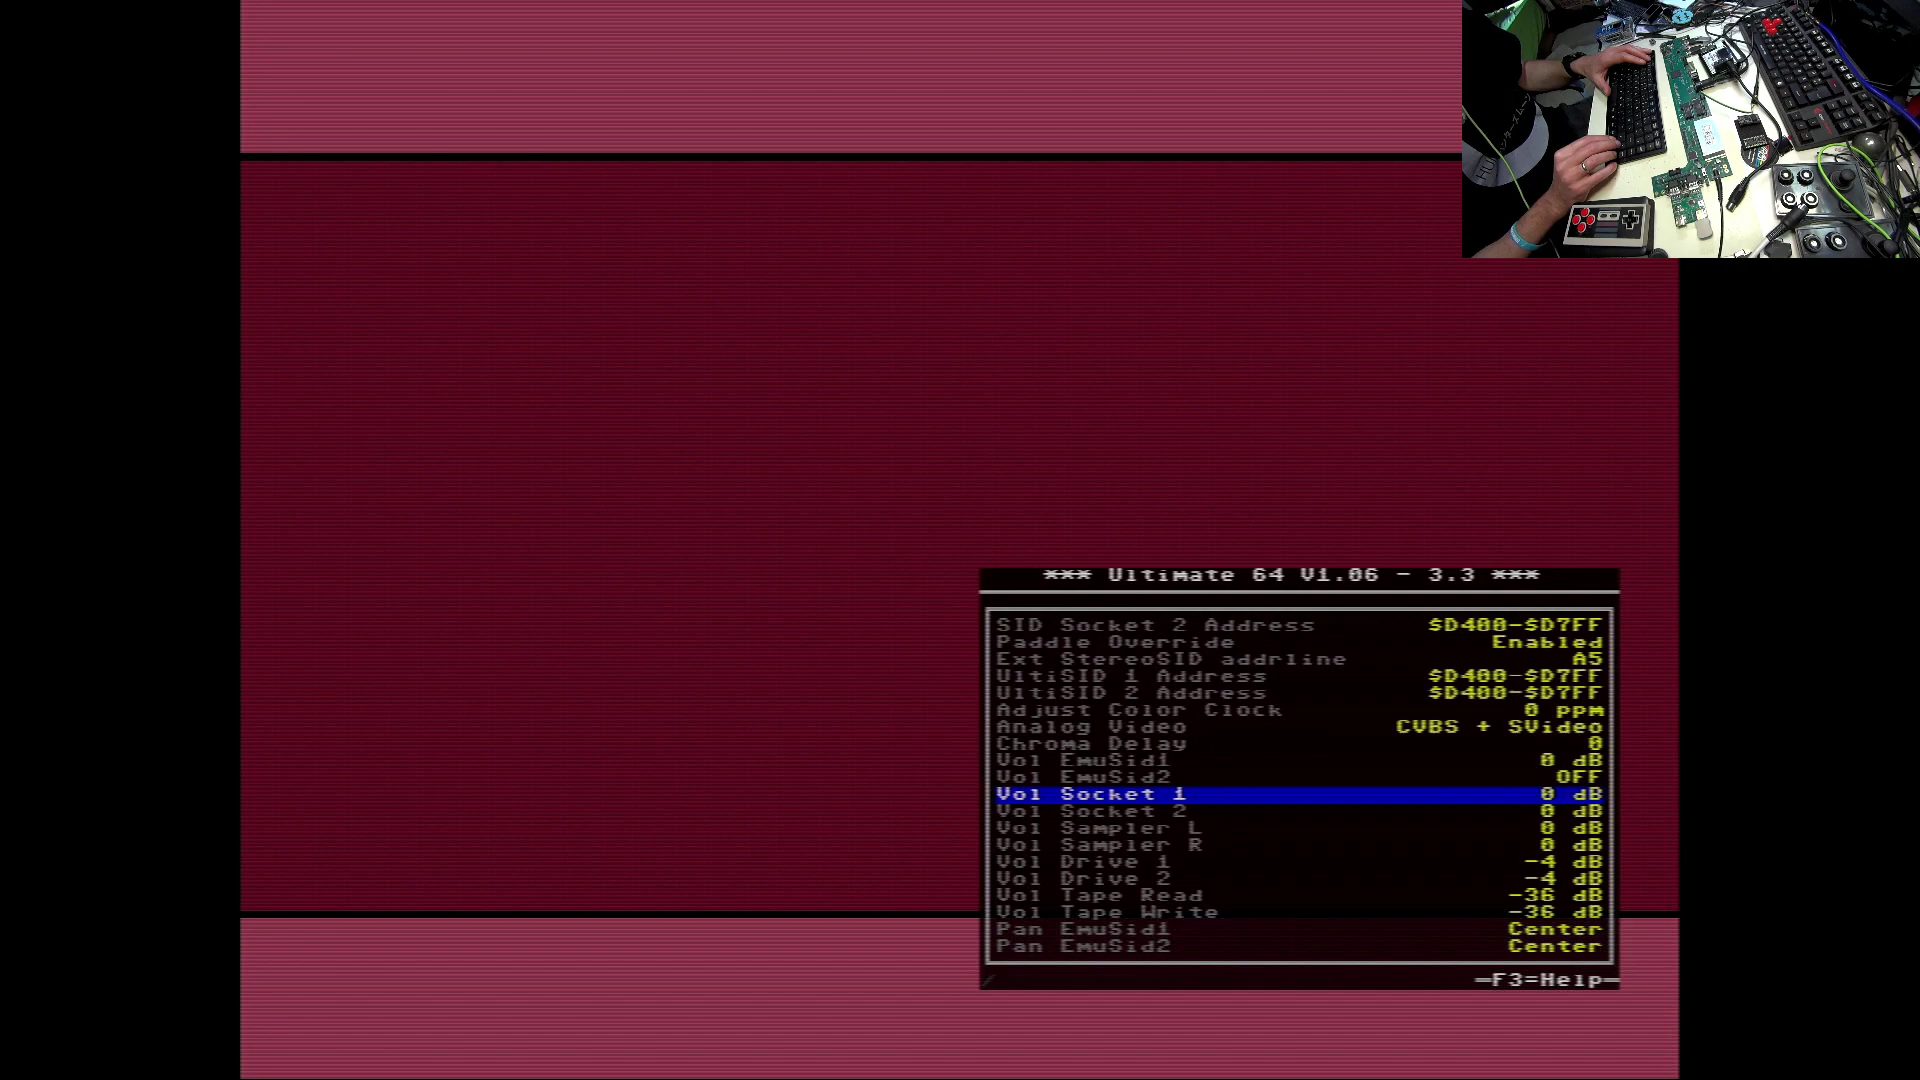 *** Ultimate 64 V1.06 - 3.3 ***
SID Socket 2 Address $D400-$D7FF
Paddle Override Enabled
Ext StereoSID addrline A5
UltiSID 1 Address $D400-$D7FF
UltiSID 2 Address $D400-$D7FF
Adjust Color Clock 0 ppm
Analog Video CVBS + SVideo
Chroma Delay 0
Vol EmuSid1 0 dB
Vol EmuSid2 OFF
Vol Socket 1 0 dB
Vol Socket 2 0 dB
Vol Sampler L 0 dB
Vol Sampler R 0 dB
Vol Drive 1 -4 dB
Vol Drive 2 -4 dB
Vol Tape Read -36 dB
Vol Tape Write -36 dB
Pan EmuSid1 Center
Pan EmuSid2 Center
F3=Help